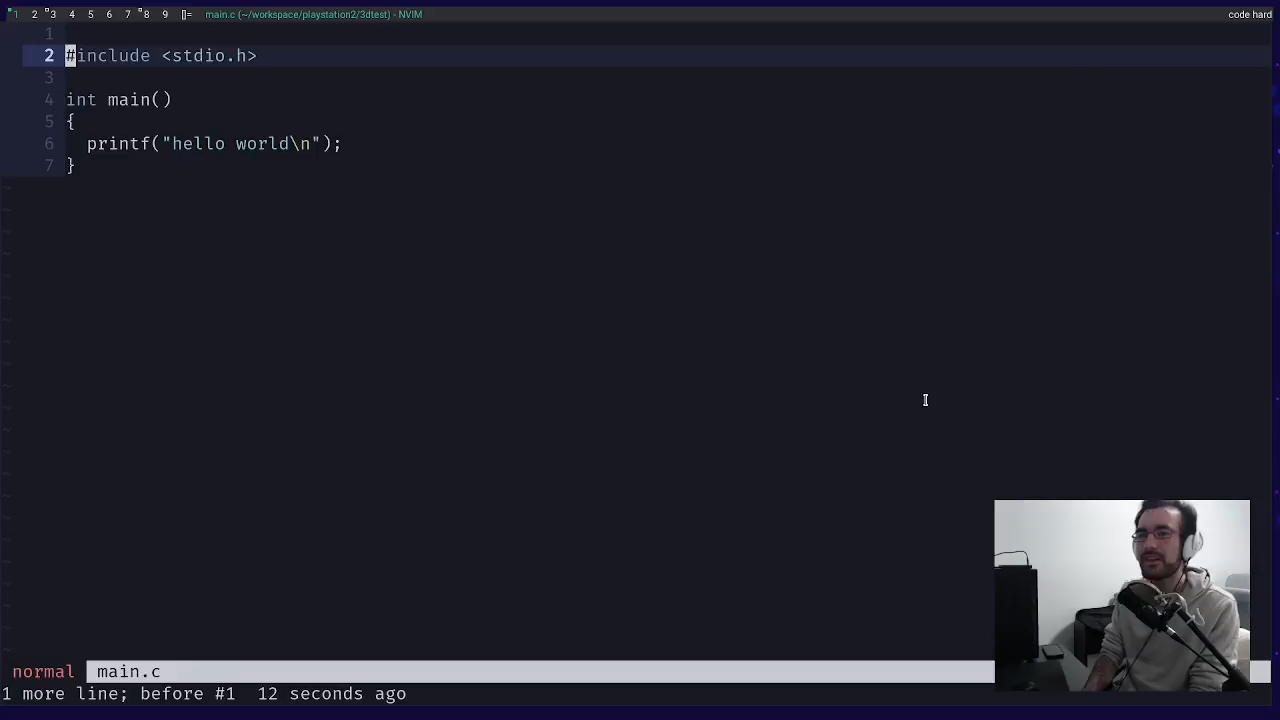 1 2 3 4 5 6 7 8 9 []= main.c (~/workspace/playstation2/3dtest) - NVIM code hard
1
2 #include <stdio.h>
3
4 int main()
5 {
6 printf("hello world\n");
7 }
normal main.c
1 more line; before #1 12 seconds ago